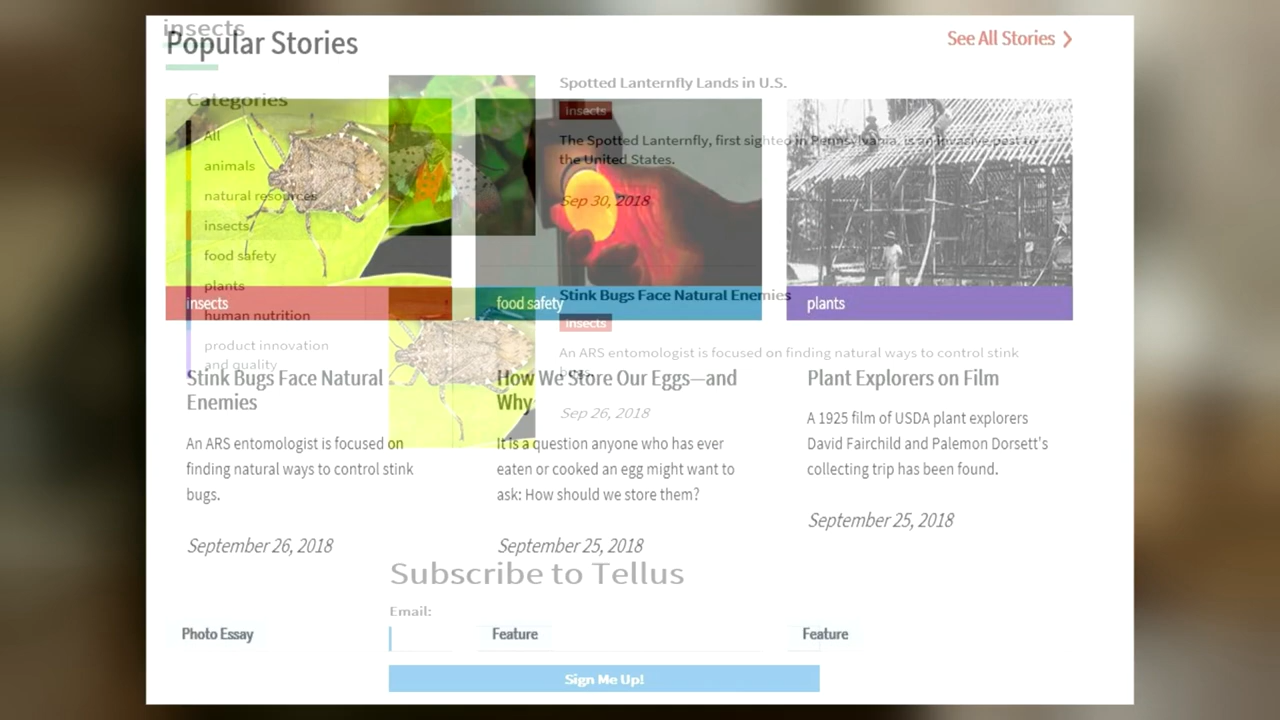 insects
Popular Stories
See All Stories
Categories
All
animals
natural resources
insects
food safety
plants
human nutrition
product innovation
and quality
Spotted Lanternfly Lands in U.S.
insects
The Spotted Lanternfly, first sighted in Pennsylvania, is an invasive pest to
the United States.
Sep 30, 2018
Stink Bugs Face Natural Enemies
insects
An ARS entomologist is focused on finding natural ways to control stink
bugs.
Sep 26, 2018
insects
Stink Bugs Face Natural
Enemies
An ARS entomologist is focused on
finding natural ways to control stink
bugs.
September 26, 2018
Photo Essay
food safety
How We Store Our Eggs—and
Why
It is a question anyone who has ever
eaten or cooked an egg might want to
ask: How should we store them?
September 25, 2018
Feature
plants
Plant Explorers on Film
A 1925 film of USDA plant explorers
David Fairchild and Palemon Dorsett's
collecting trip has been found.
September 25, 2018
Feature
Subscribe to Tellus
Email:
Sign Me Up!